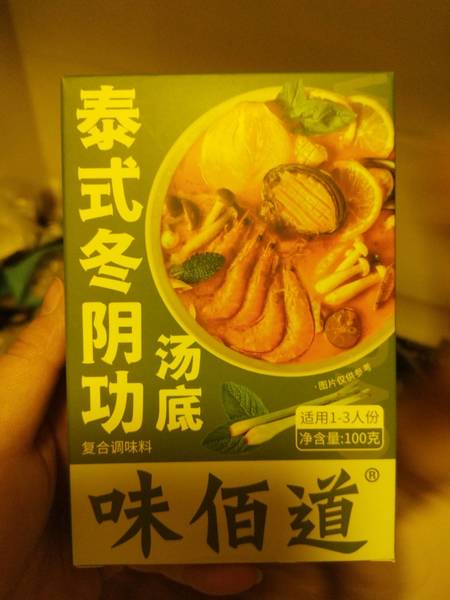 泰式冬阴功
汤底
复合调味料
·图片仅供参考
适用1-3人份
净含量:100克
味佰道®